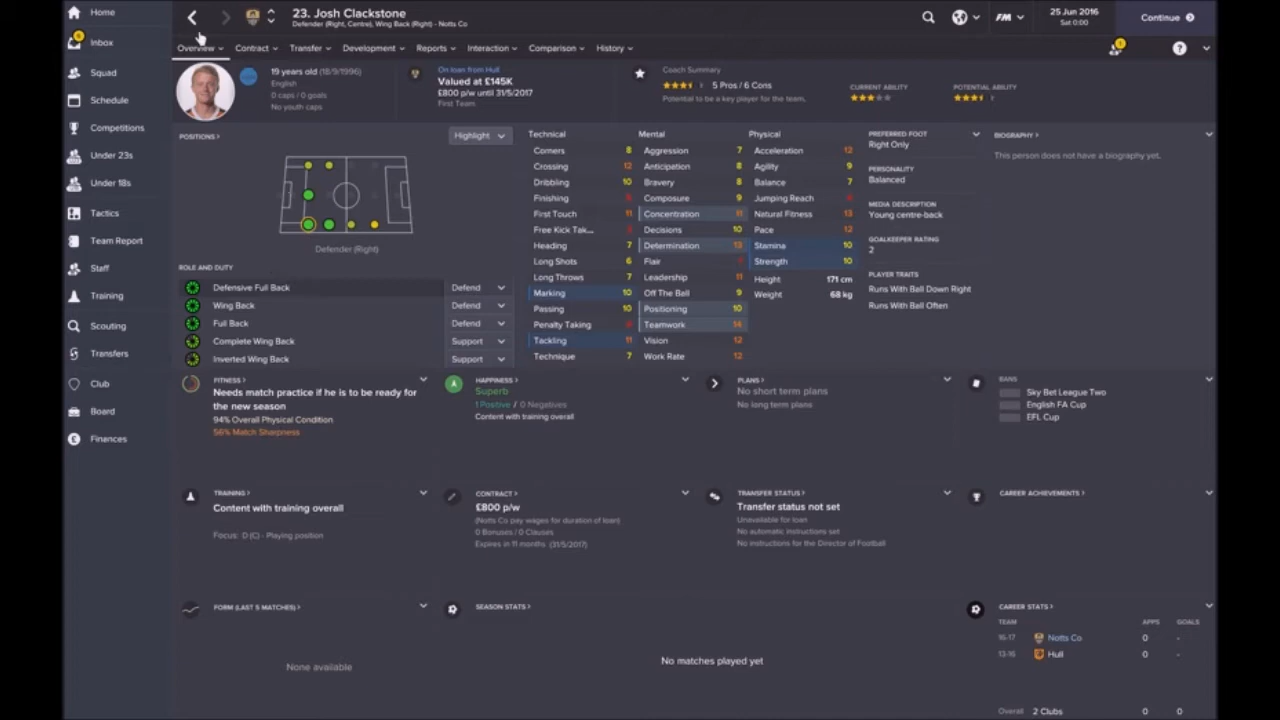 Home
Inbox
Squad
Schedule
Competitions
Under 23s
Under 18s
Tactics
Team Report
Staff
Training
Scouting
Transfers
Club
Board
Finances
23. Josh Clackstone
Defender (Right, Centre), Wing Back (Right) - Notts Co
FM
25 Jun 2016
Sat 0:00
Continue
Overview Contract Transfer Development Reports Interaction Comparison History
1
?
19 years old (18/9/1996)
English
0 caps / 0 goals
No youth caps
On loan from Hull
Valued at £145K
£800 p/w until 31/5/2017
First Team
Coach Summary
5 Pros / 6 Cons
Potential to be a key player for the team.
CURRENT ABILITY
POTENTIAL ABILITY
POSITIONS >
Highlight
Defender (Right)
ROLE AND DUTY
Defensive Full Back Defend
Wing Back Defend
Full Back Defend
Complete Wing Back Support
Inverted Wing Back Support
Technical
Corners 8
Crossing 12
Dribbling 10
Finishing
First Touch 11
Free Kick Tak...
Heading 7
Long Shots 6
Long Throws 7
Marking 10
Passing 10
Penalty Taking
Tackling 11
Technique 7
Mental
Aggression 7
Anticipation 8
Bravery 8
Composure 9
Concentration 11
Decisions 10
Determination 13
Flair
Leadership 11
Off The Ball 9
Positioning 10
Teamwork 14
Vision 12
Work Rate 12
Physical
Acceleration 12
Agility 9
Balance 7
Jumping Reach
Natural Fitness 13
Pace 12
Stamina 10
Strength 10
Height 171 cm
Weight 68 kg
PREFERRED FOOT
Right Only
PERSONALITY
Balanced
MEDIA DESCRIPTION
Young centre-back
GOALKEEPER RATING
2
PLAYER TRAITS
Runs With Ball Down Right
Runs With Ball Often
BIOGRAPHY >
This person does not have a biography yet.
FITNESS >
Needs match practice if he is to be ready for
the new season
94% Overall Physical Condition
56% Match Sharpness
HAPPINESS >
Superb
1 Positive / 0 Negatives
Content with training overall
PLANS >
No short term plans
No long term plans
BANS
Sky Bet League Two
English FA Cup
EFL Cup
TRAINING >
Content with training overall
Focus: D (C) - Playing position
CONTRACT >
£800 p/w
(Notts Co pay wages for duration of loan)
0 Bonuses / 0 Clauses
Expires in 11 months (31/5/2017)
TRANSFER STATUS >
Transfer status not set
Unavailable for loan
No automatic instructions set
No instructions for the Director of Football
CAREER ACHIEVEMENTS >
FORM (LAST 5 MATCHES) >
None available
SEASON STATS >
No matches played yet
CAREER STATS >
TEAM APPS GOALS
16-17 Notts Co 0 -
13-16 Hull 0 -
Overall 2 Clubs 0 0